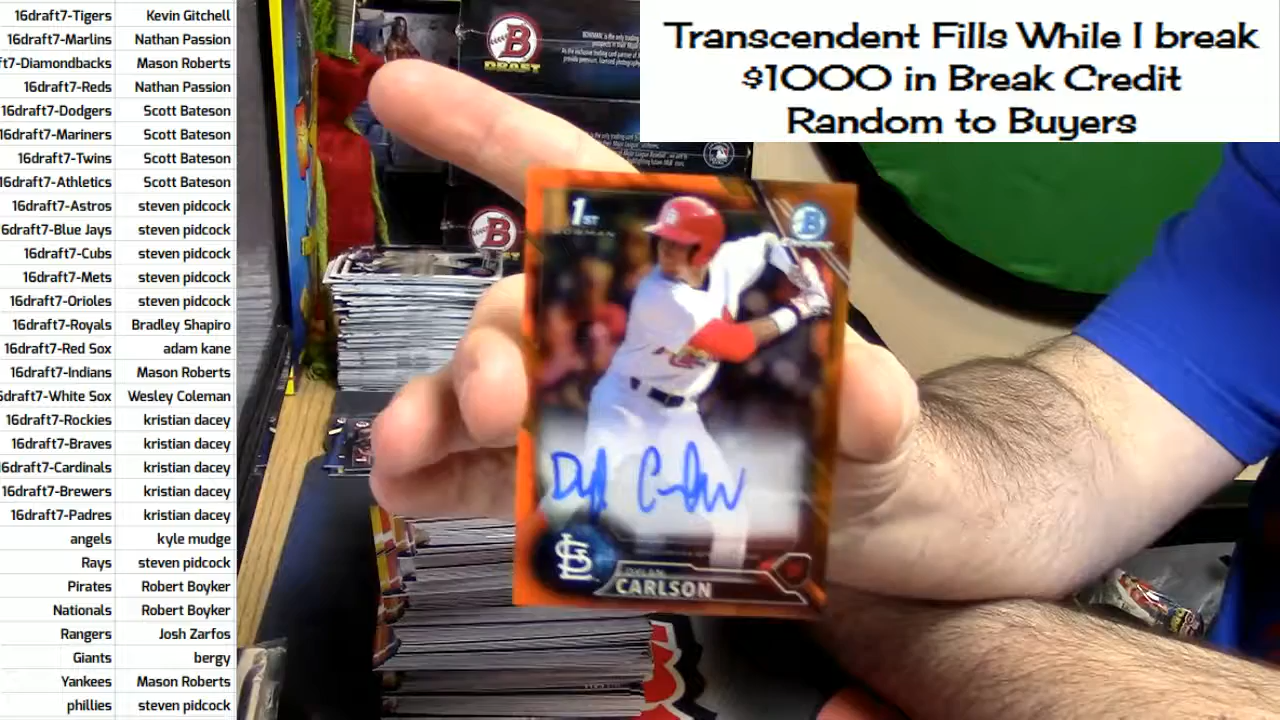 16draft7-Tigers Kevin Gitchell
16draft7-Marlins Nathan Passion
ft7-Diamondbacks Mason Roberts
16draft7-Reds Nathan Passion
16draft7-Dodgers Scott Bateson
16draft7-Mariners Scott Bateson
16draft7-Twins Scott Bateson
16draft7-Athletics Scott Bateson
16draft7-Astros steven pidcock
6draft7-Blue Jays steven pidcock
16draft7-Cubs steven pidcock
16draft7-Mets steven pidcock
16draft7-Orioles steven pidcock
16draft7-Royals Bradley Shapiro
16draft7-Red Sox adam kane
16draft7-Indians Mason Roberts
6draft7-White Sox Wesley Coleman
16draft7-Rockies kristian dacey
16draft7-Braves kristian dacey
6draft7-Cardinals kristian dacey
16draft7-Brewers kristian dacey
16draft7-Padres kristian dacey
angels kyle mudge
Rays steven pidcock
Pirates Robert Boyker
Nationals Robert Boyker
Rangers Josh Zarfos
Giants bergy
Yankees Mason Roberts
phillies steven pidcock
Transcendent Fills While I break
$1000 in Break Credit
Random to Buyers
B
DRAFT
B
1ST
BOWMAN
B
STL
DYLAN
CARLSON